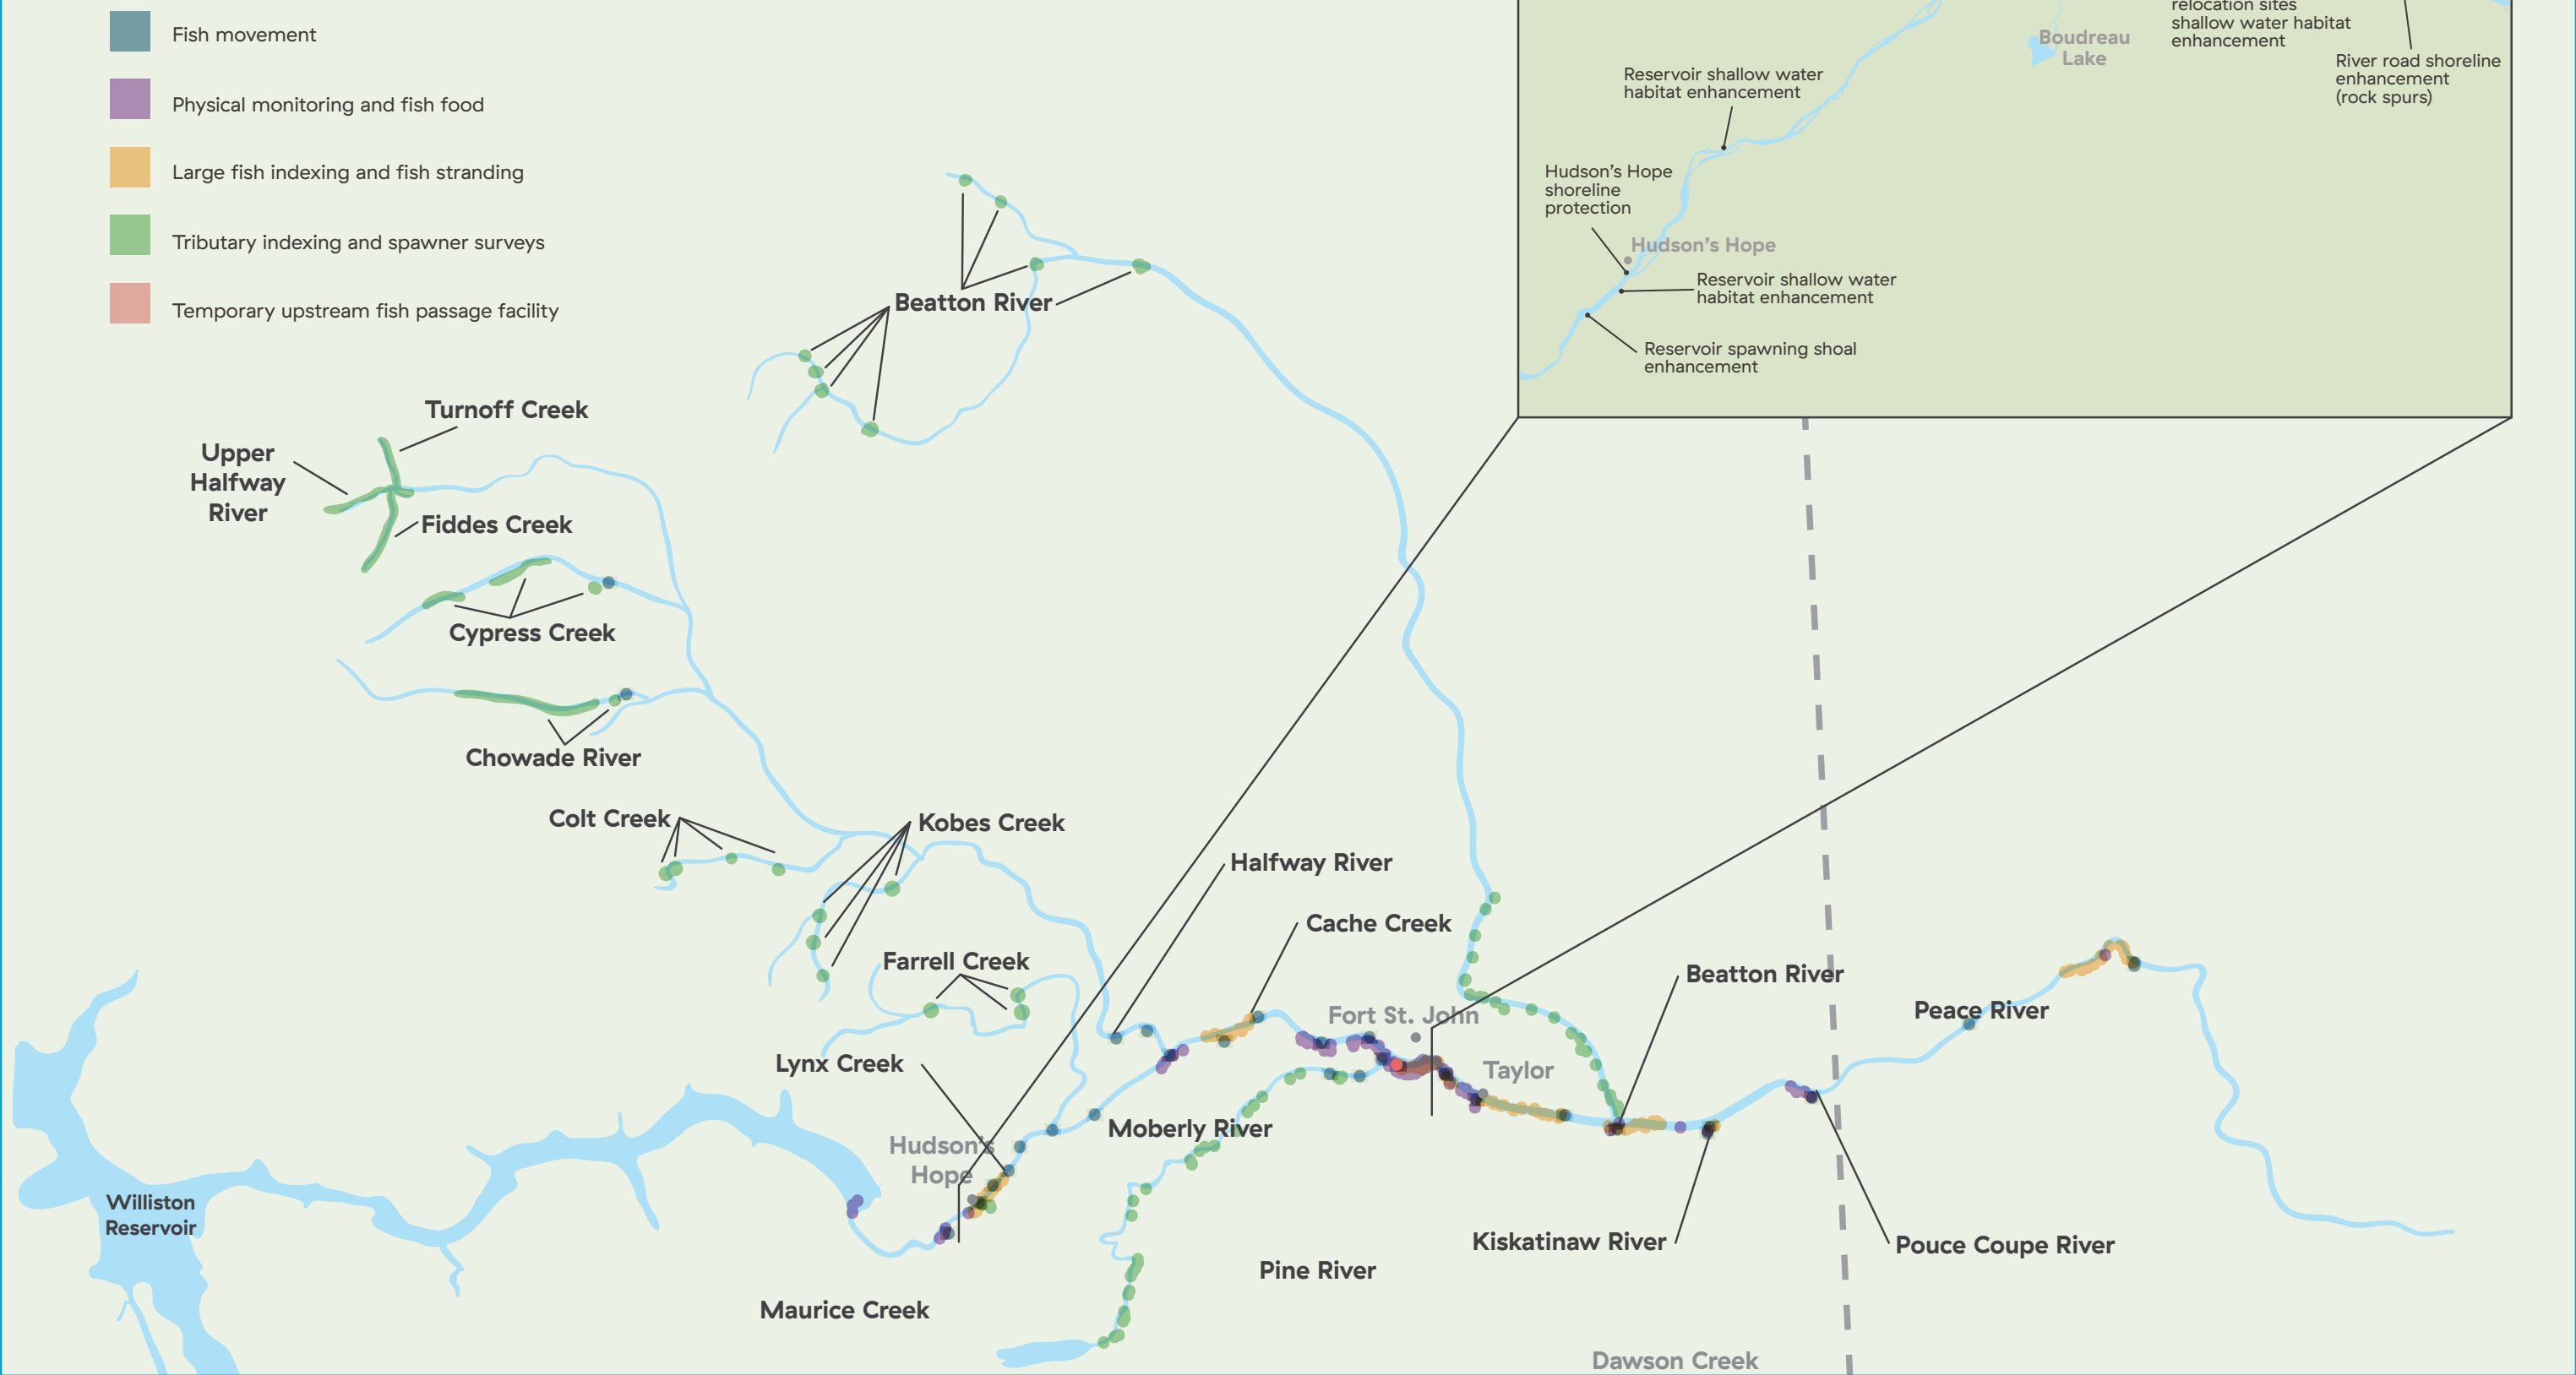 Fish movement
Physical monitoring and fish food
Large fish indexing and fish stranding
Tributary indexing and spawner surveys
Temporary upstream fish passage facility
relocation sites
shallow water habitat
enhancement
Boudreau
Lake
River road shoreline
enhancement
(rock spurs)
Reservoir shallow water
habitat enhancement
Hudson’s Hope
shoreline
protection
Hudson’s Hope
Reservoir shallow water
habitat enhancement
Reservoir spawning shoal
enhancement
Beatton River
Turnoff Creek
Upper
Halfway
River
Fiddes Creek
Cypress Creek
Chowade River
Colt Creek
Kobes Creek
Halfway River
Cache Creek
Farrell Creek
Beatton River
Peace River
Fort St. John
Lynx Creek
Taylor
Moberly River
Hudson’s
Hope
Williston
Reservoir
Kiskatinaw River
Pouce Coupe River
Pine River
Maurice Creek
Dawson Creek